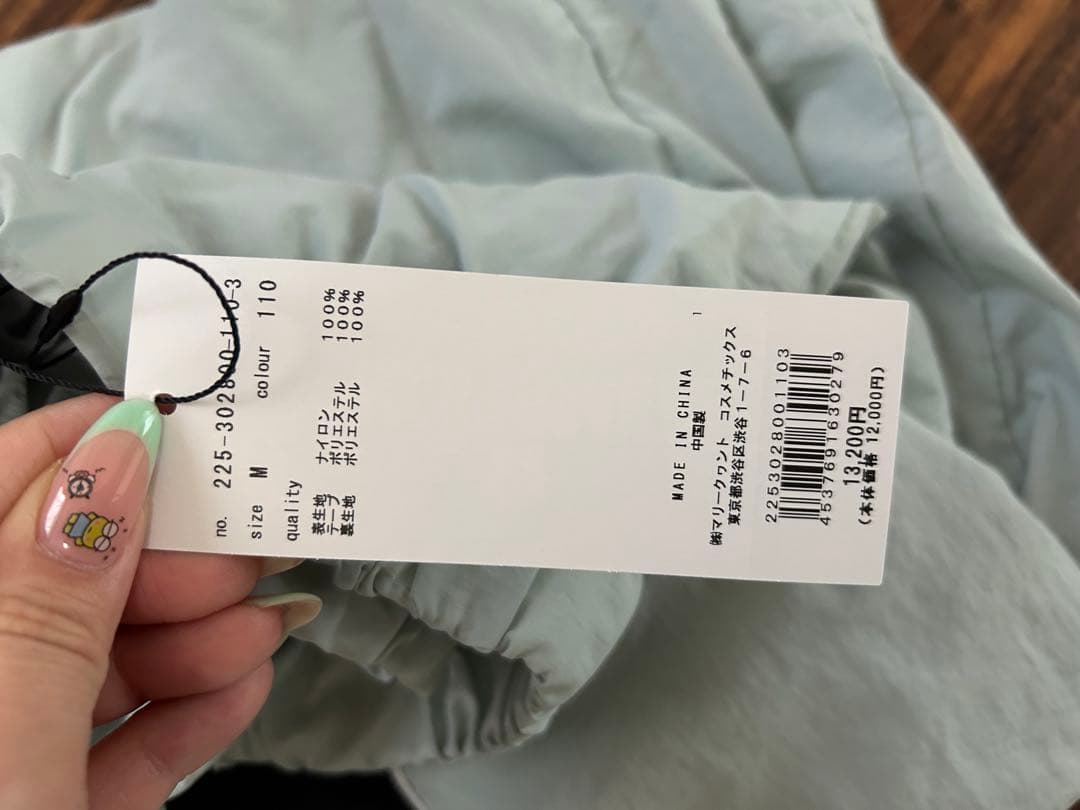 no. 225-302800-110-3
size M colour 110
quality
表生地 ナイロン 100%
テープ ポリエステル 100%
裏生地 ポリエステル 100%
1
MADE IN CHINA
中国製
㈱マリークヮント コスメチックス
東京都渋谷区渋谷1-7-6
2253028001103
4537691630279
13,200円
(本体価格 12,000円)